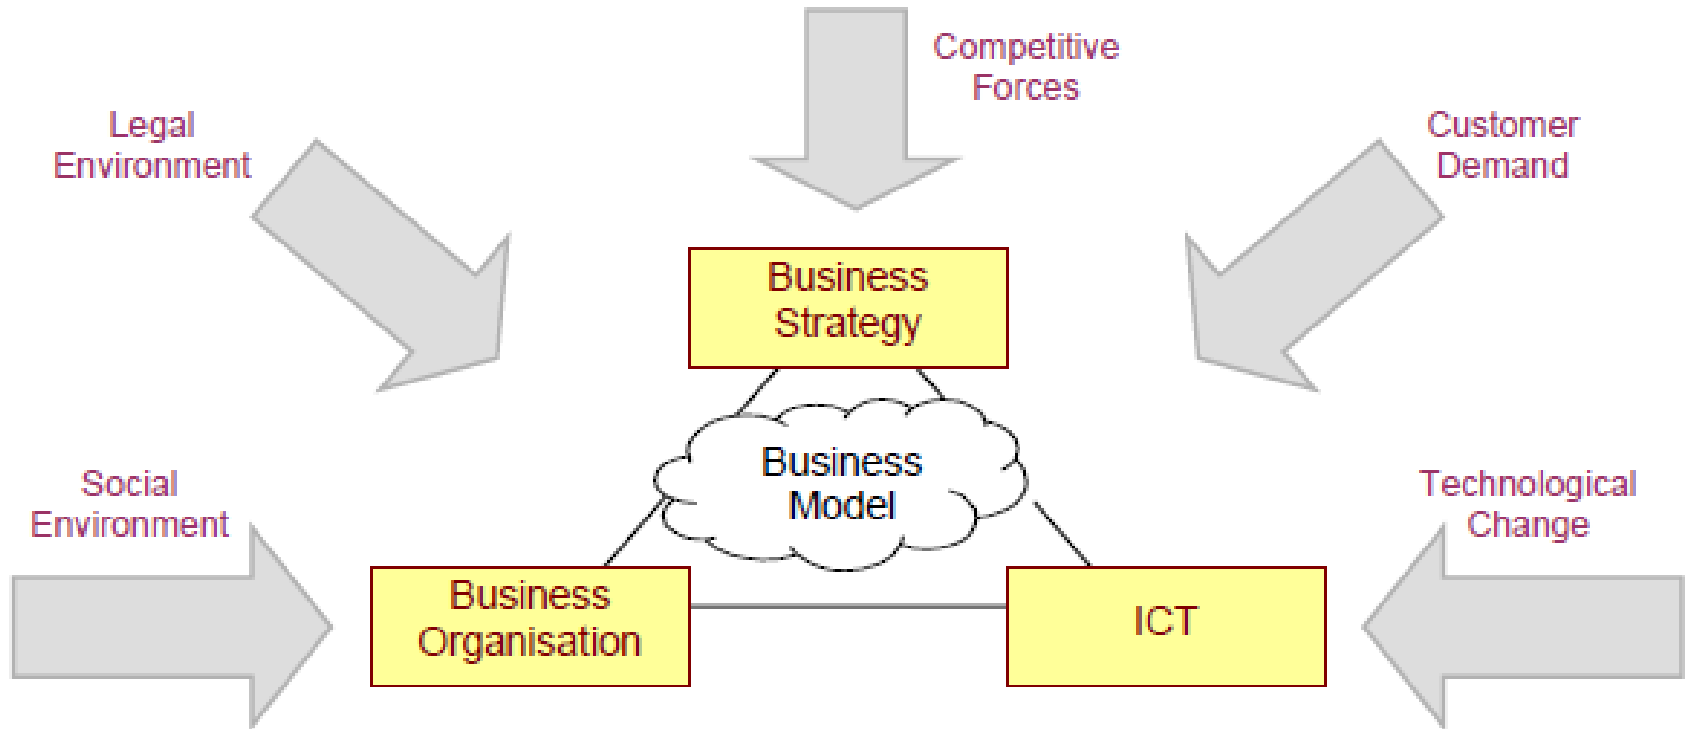 Competitive
Forces
Legal
Environment
Customer
Demand
Business
Strategy
Business
Model
Social
Environment
Technological
Change
Business
Organisation
ICT